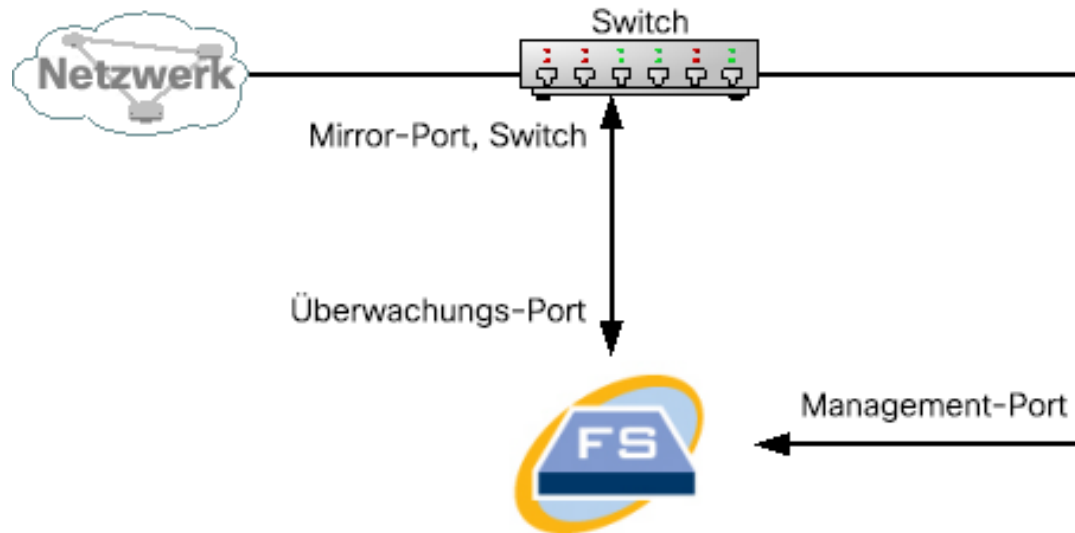 Switch
Netzwerk
Mirror-Port, Switch
Überwachungs-Port
Management-Port
FS